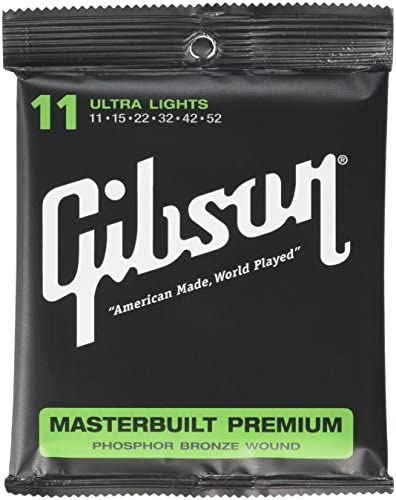 11 ULTRA LIGHTS
11•15•22•32•42•52
Gibson®
"American Made, World Played"
MASTERBUILT PREMIUM
PHOSPHOR BRONZE WOUND